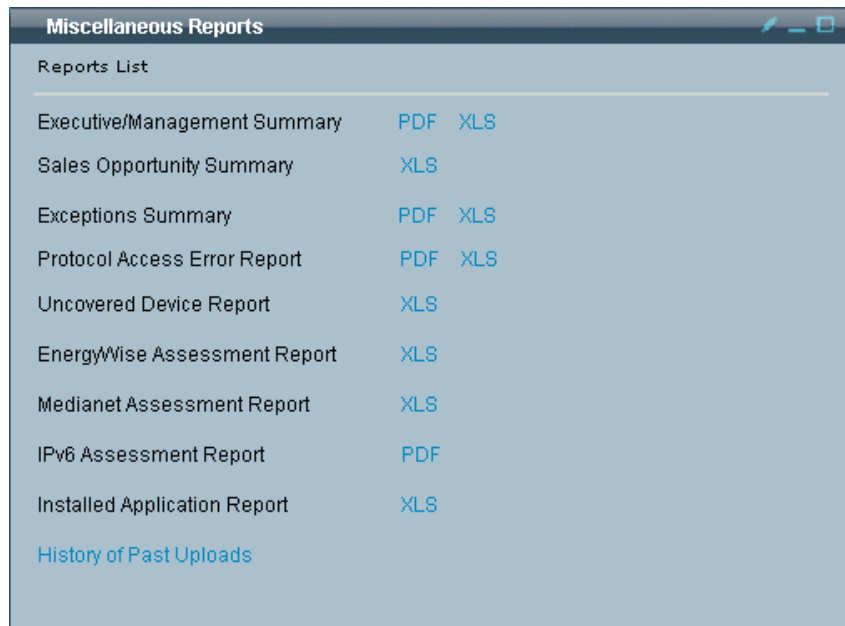 Miscellaneous Reports
Reports List
Executive/Management Summary PDF XLS
Sales Opportunity Summary XLS
Exceptions Summary PDF XLS
Protocol Access Error Report PDF XLS
Uncovered Device Report XLS
EnergyWise Assessment Report XLS
Medianet Assessment Report XLS
IPv6 Assessment Report PDF
Installed Application Report XLS
History of Past Uploads